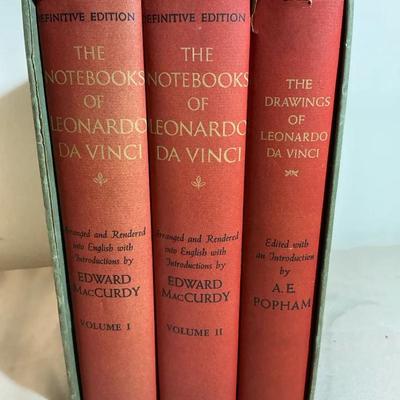 DEFINITIVE EDITION
THE
NOTEBOOKS
OF
LEONARDO
DA VINCI
Arranged and Rendered
into English with
Introductions by
EDWARD
MACCURDY
VOLUME I
DEFINITIVE EDITION
THE
NOTEBOOKS
OF
LEONARDO
DA VINCI
Arranged and Rendered
into English with
Introductions by
EDWARD
MACCURDY
VOLUME II
THE
DRAWINGS
OF
LEONARDO
DA VINCI
Edited with
an Introduction
by
A. E.
POPHAM